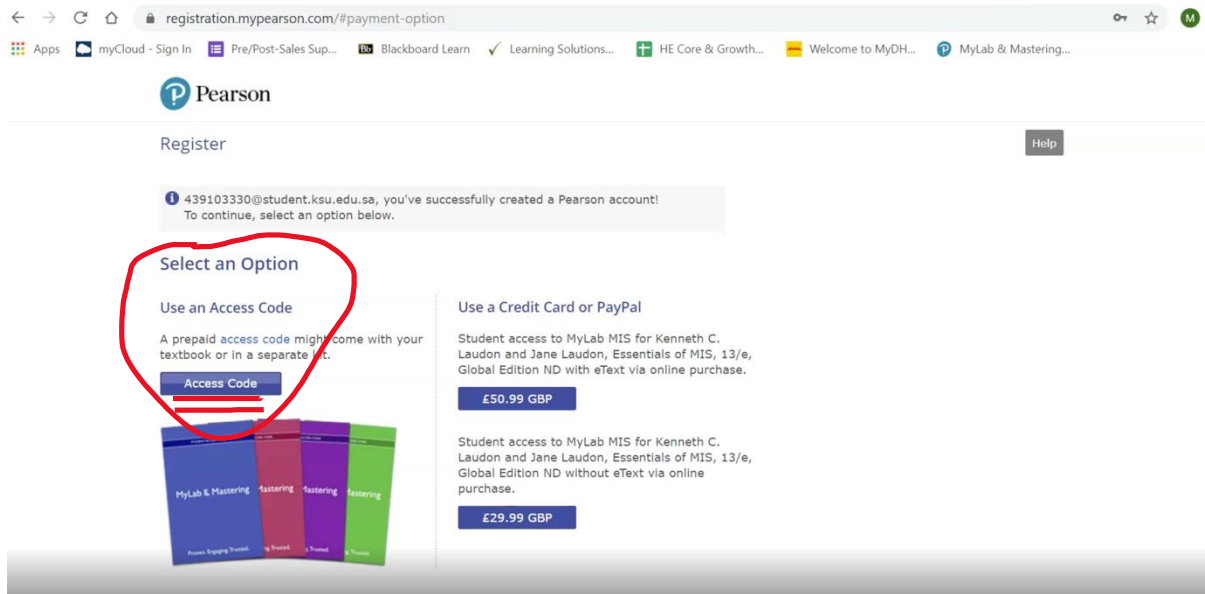 registration.mypearson.com/#payment-option
M
Apps myCloud - Sign In Pre/Post-Sales Sup... Bb Blackboard Learn Learning Solutions... HE Core & Growth... Welcome to MyDH... MyLab & Mastering...
Pearson
Register
Help
439103330@student.ksu.edu.sa, you've successfully created a Pearson account!
To continue, select an option below.
Select an Option
Use an Access Code
A prepaid access code might come with your
textbook or in a separate kit.
Access Code
MyLab & Mastering
Mastering
Mastering
Mastering
Proven. Engaging. Trusted.
Use a Credit Card or PayPal
Student access to MyLab MIS for Kenneth C.
Laudon and Jane Laudon, Essentials of MIS, 13/e,
Global Edition ND with eText via online purchase.
£50.99 GBP
Student access to MyLab MIS for Kenneth C.
Laudon and Jane Laudon, Essentials of MIS, 13/e,
Global Edition ND without eText via online
purchase.
£29.99 GBP